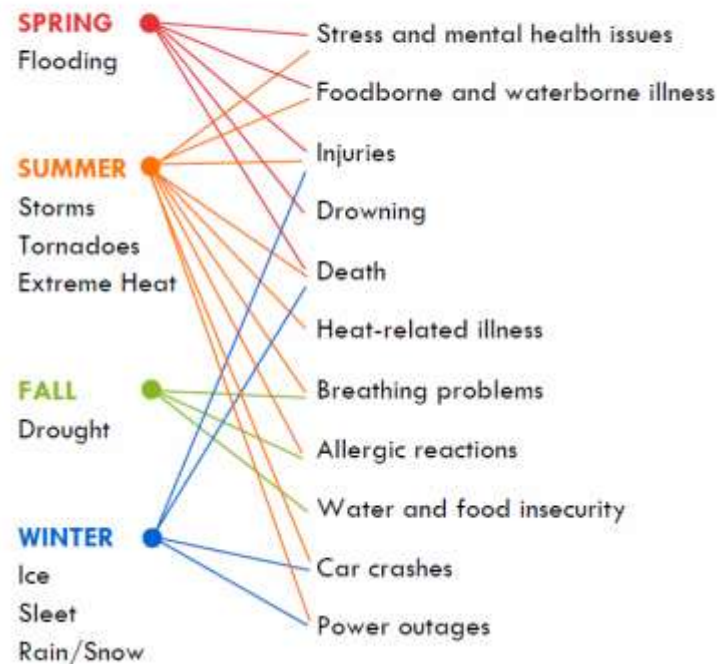 SPRING
Flooding
SUMMER
Storms
Tornadoes
Extreme Heat
FALL
Drought
WINTER
Ice
Sleet
Rain/Snow
Stress and mental health issues
Foodborne and waterborne illness
Injuries
Drowning
Death
Heat-related illness
Breathing problems
Allergic reactions
Water and food insecurity
Car crashes
Power outages